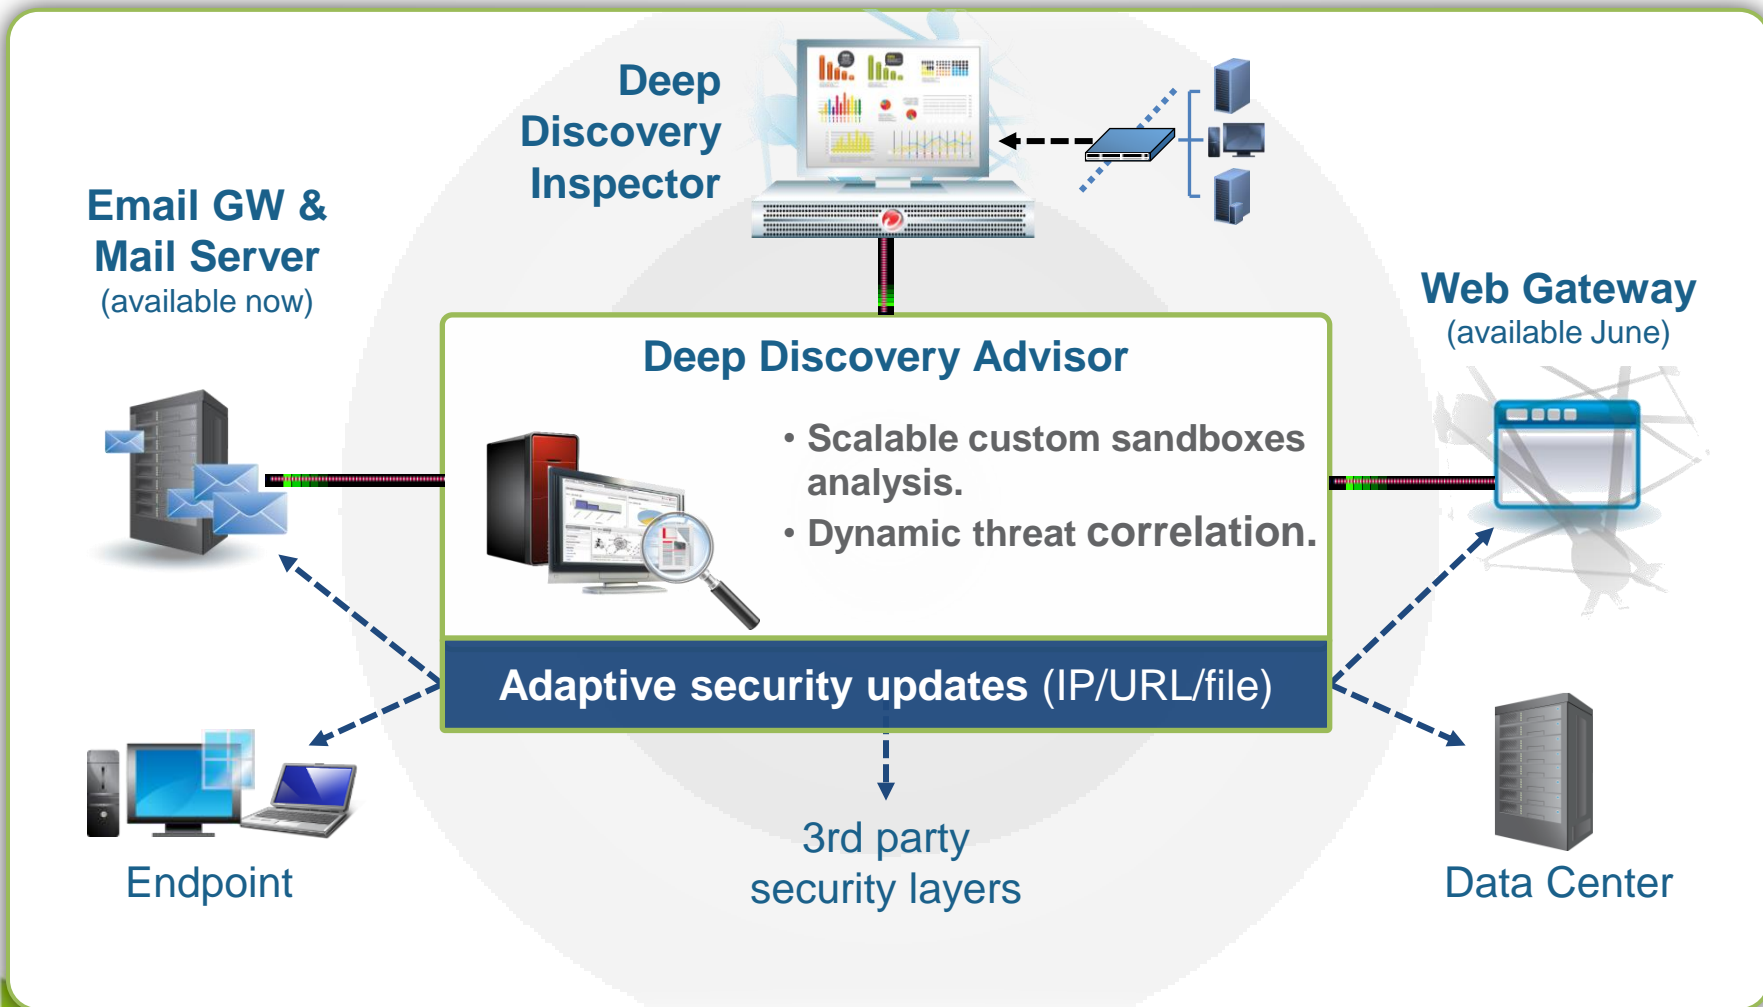 Deep
Discovery
Inspector
Email GW &
Mail Server
(available now)
Web Gateway
(available June)
Deep Discovery Advisor
• Scalable custom sandboxes
analysis.
• Dynamic threat correlation.
Adaptive security updates (IP/URL/file)
3rd party
security layers
Endpoint
Data Center